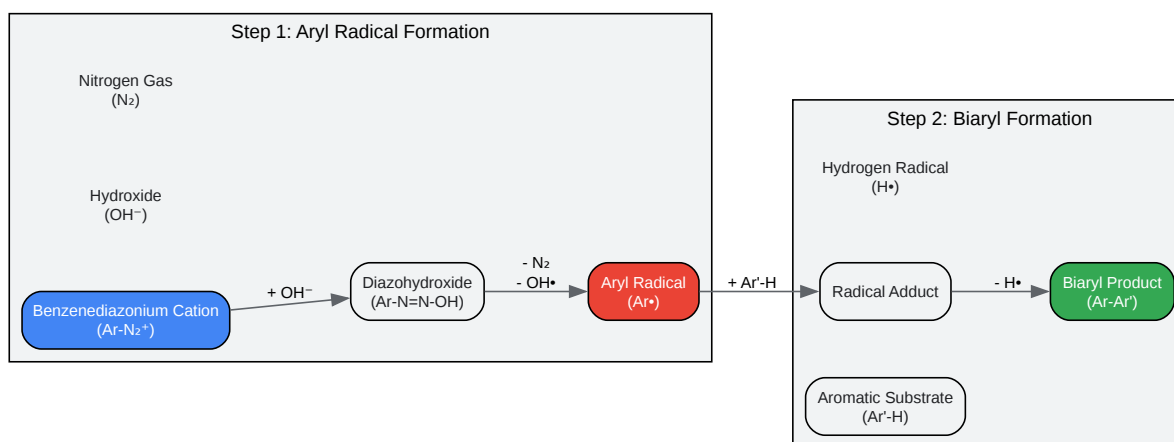 Step 1: Aryl Radical Formation
Nitrogen Gas
(N₂)
Hydroxide
(OH⁻)
Benzenediazonium Cation
(Ar-N₂⁺)
+ OH⁻
Diazohydroxide
(Ar-N=N-OH)
- N₂
- OH•
Aryl Radical
(Ar•)
+ Ar'-H
Step 2: Biaryl Formation
Hydrogen Radical
(H•)
Radical Adduct
- H•
Biaryl Product
(Ar-Ar')
Aromatic Substrate
(Ar'-H)